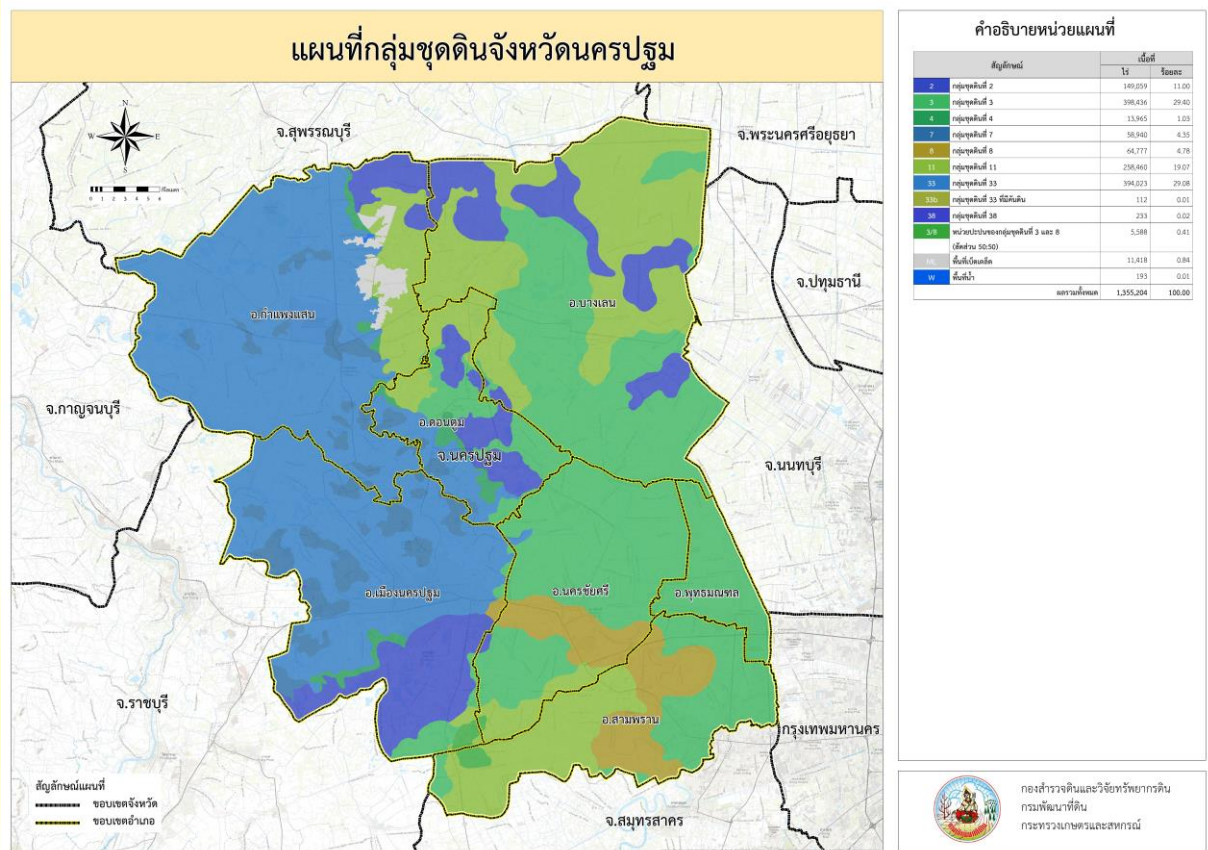 แผนที่กลุ่มชุดดินจังหวัดนครปฐม
N
W
E
S
กิโลเมตร
0 1 2 3 4 5 6
จ.สุพรรณบุรี
จ.พระนครศรีอยุธยา
จ.ปทุมธานี
อ.บางเลน
อ.กำแพงแสน
จ.กาญจนบุรี
อ.ดอนตูม
จ.นครปฐม
จ.นนทบุรี
อ.เมืองนครปฐม
อ.นครชัยศรี
อ.พุทธมณฑล
จ.ราชบุรี
อ.สามพราน
กรุงเทพมหานคร
จ.สมุทรสาคร
สัญลักษณ์แผนที่
ขอบเขตจังหวัด
ขอบเขตอำเภอ
คำอธิบายหน่วยแผนที่
สัญลักษณ์ เนื้อที่
ไร่ ร้อยละ
2 กลุ่มชุดดินที่ 2 149,059 11.00
3 กลุ่มชุดดินที่ 3 398,436 29.40
4 กลุ่มชุดดินที่ 4 13,965 1.03
7 กลุ่มชุดดินที่ 7 58,940 4.35
8 กลุ่มชุดดินที่ 8 64,777 4.78
11 กลุ่มชุดดินที่ 11 258,460 19.07
33 กลุ่มชุดดินที่ 33 394,023 29.08
33b กลุ่มชุดดินที่ 33 ที่มีคันดิน 112 0.01
38 กลุ่มชุดดินที่ 38 233 0.02
3/8 หน่วยปะปนของกลุ่มชุดดินที่ 3 และ 8 5,588 0.41
(สัดส่วน 50:50)
ML พื้นที่เบ็ดเตล็ด 11,418 0.84
W พื้นที่น้ำ 193 0.01
ผลรวมทั้งหมด 1,355,204 100.00
กองสำรวจดินและวิจัยทรัพยากรดิน
กรมพัฒนาที่ดิน
กระทรวงเกษตรและสหกรณ์